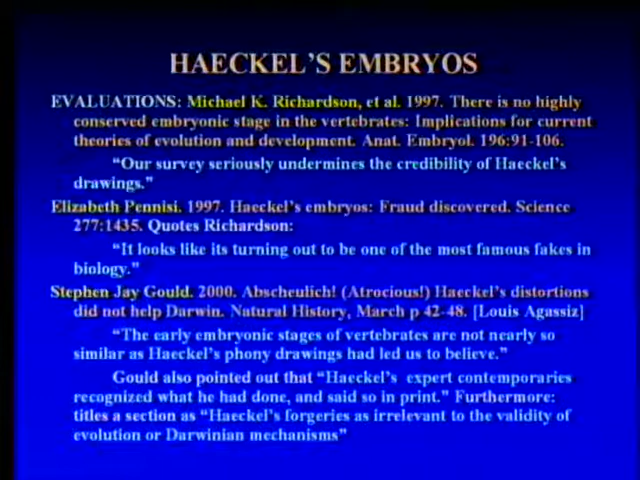 HAECKEL'S EMBRYOS
EVALUATIONS: Michael K. Richardson, et al. 1997. There is no highly
conserved embryonic stage in the vertebrates: Implications for current
theories of evolution and development. Anat. Embryol. 196:91-106.
"Our survey seriously undermines the credibility of Haeckel's
drawings."
Elizabeth Pennisi. 1997. Haeckel's embryos: Fraud discovered. Science
277:1435. Quotes Richardson:
"It looks like its turning out to be one of the most famous fakes in
biology."
Stephen Jay Gould. 2000. Abscheulich! (Atrocious!) Haeckel's distortions
did not help Darwin. Natural History, March p 42-48. [Louis Agassiz]
"The early embryonic stages of vertebrates are not nearly so
similar as Haeckel's phony drawings had led us to believe."
Gould also pointed out that "Haeckel's expert contemporaries
recognized what he had done, and said so in print." Furthermore:
titles a section as "Haeckel's forgeries as irrelevant to the validity of
evolution or Darwinian mechanisms"